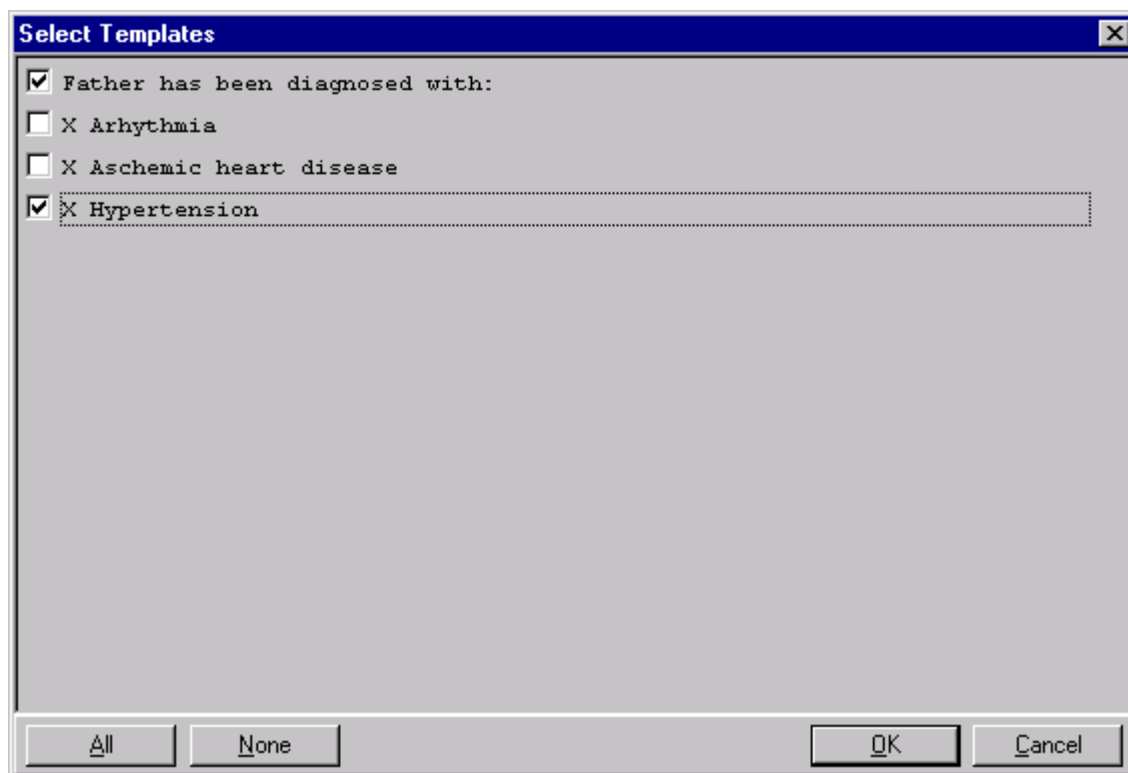 Select Templates
Father has been diagnosed with:
X Arhythmia
X Aschemic heart disease
X Hypertension
All None OK Cancel